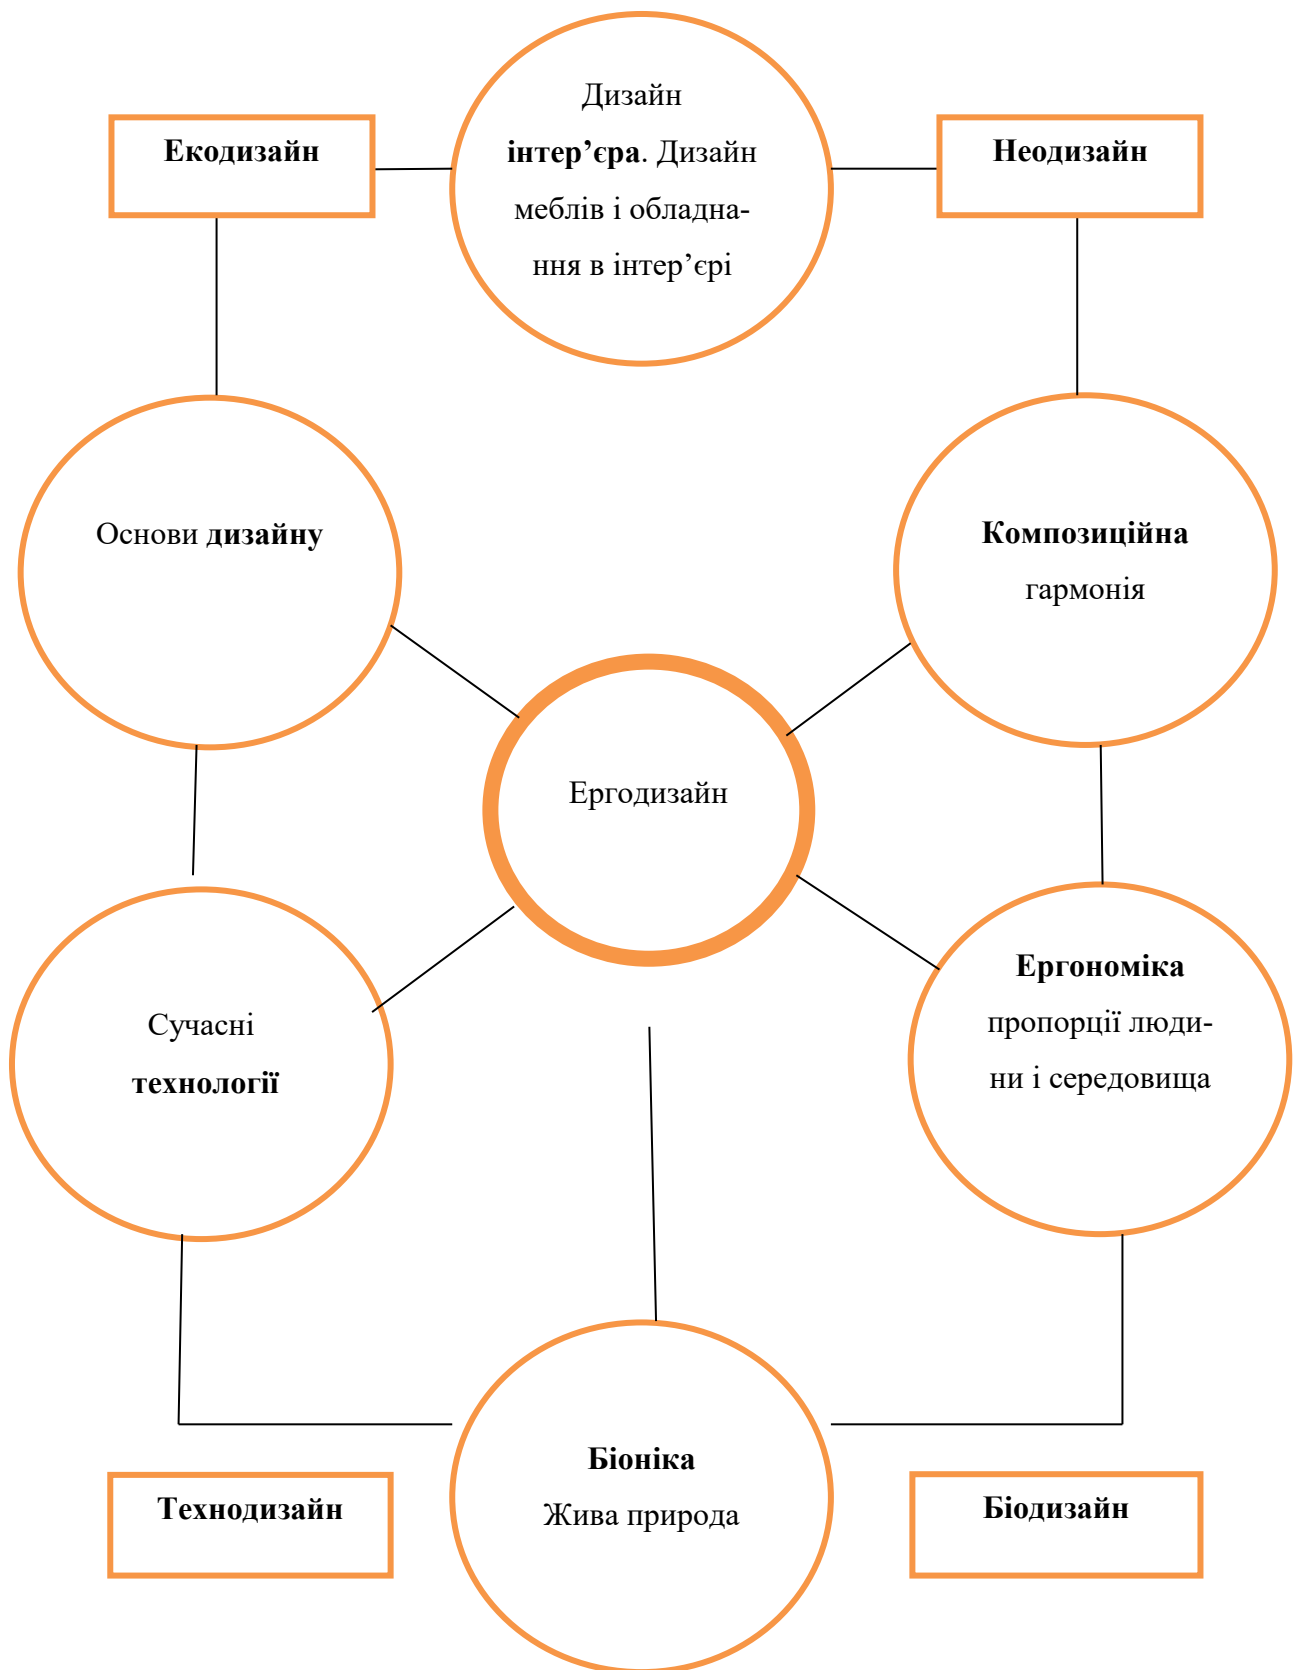 Дизайн
інтер’єра. Дизайн
меблів і обладна-
ння в інтер’єрі
Екодизайн
Неодизайн
Основи дизайну
Композиційна
гармонія
Ергодизайн
Сучасні
технології
Ергономіка
пропорції люди-
ни і середовища
Біоніка
Жива природа
Технодизайн
Біодизайн